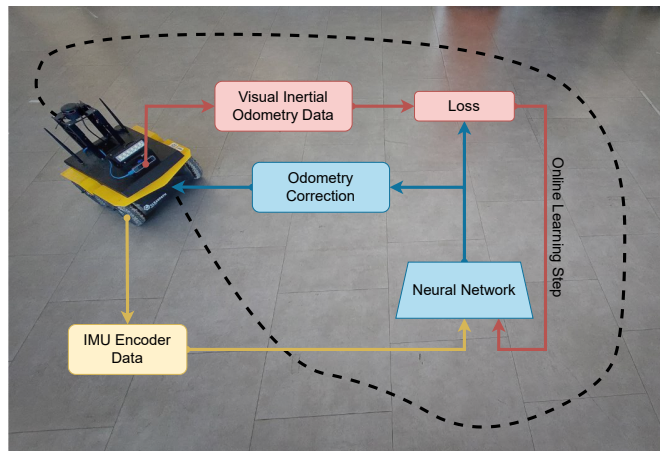 Visual Inertial
Odometry Data
Loss
Odometry
Correction
Online Learning Step
Neural Network
IMU Encoder
Data